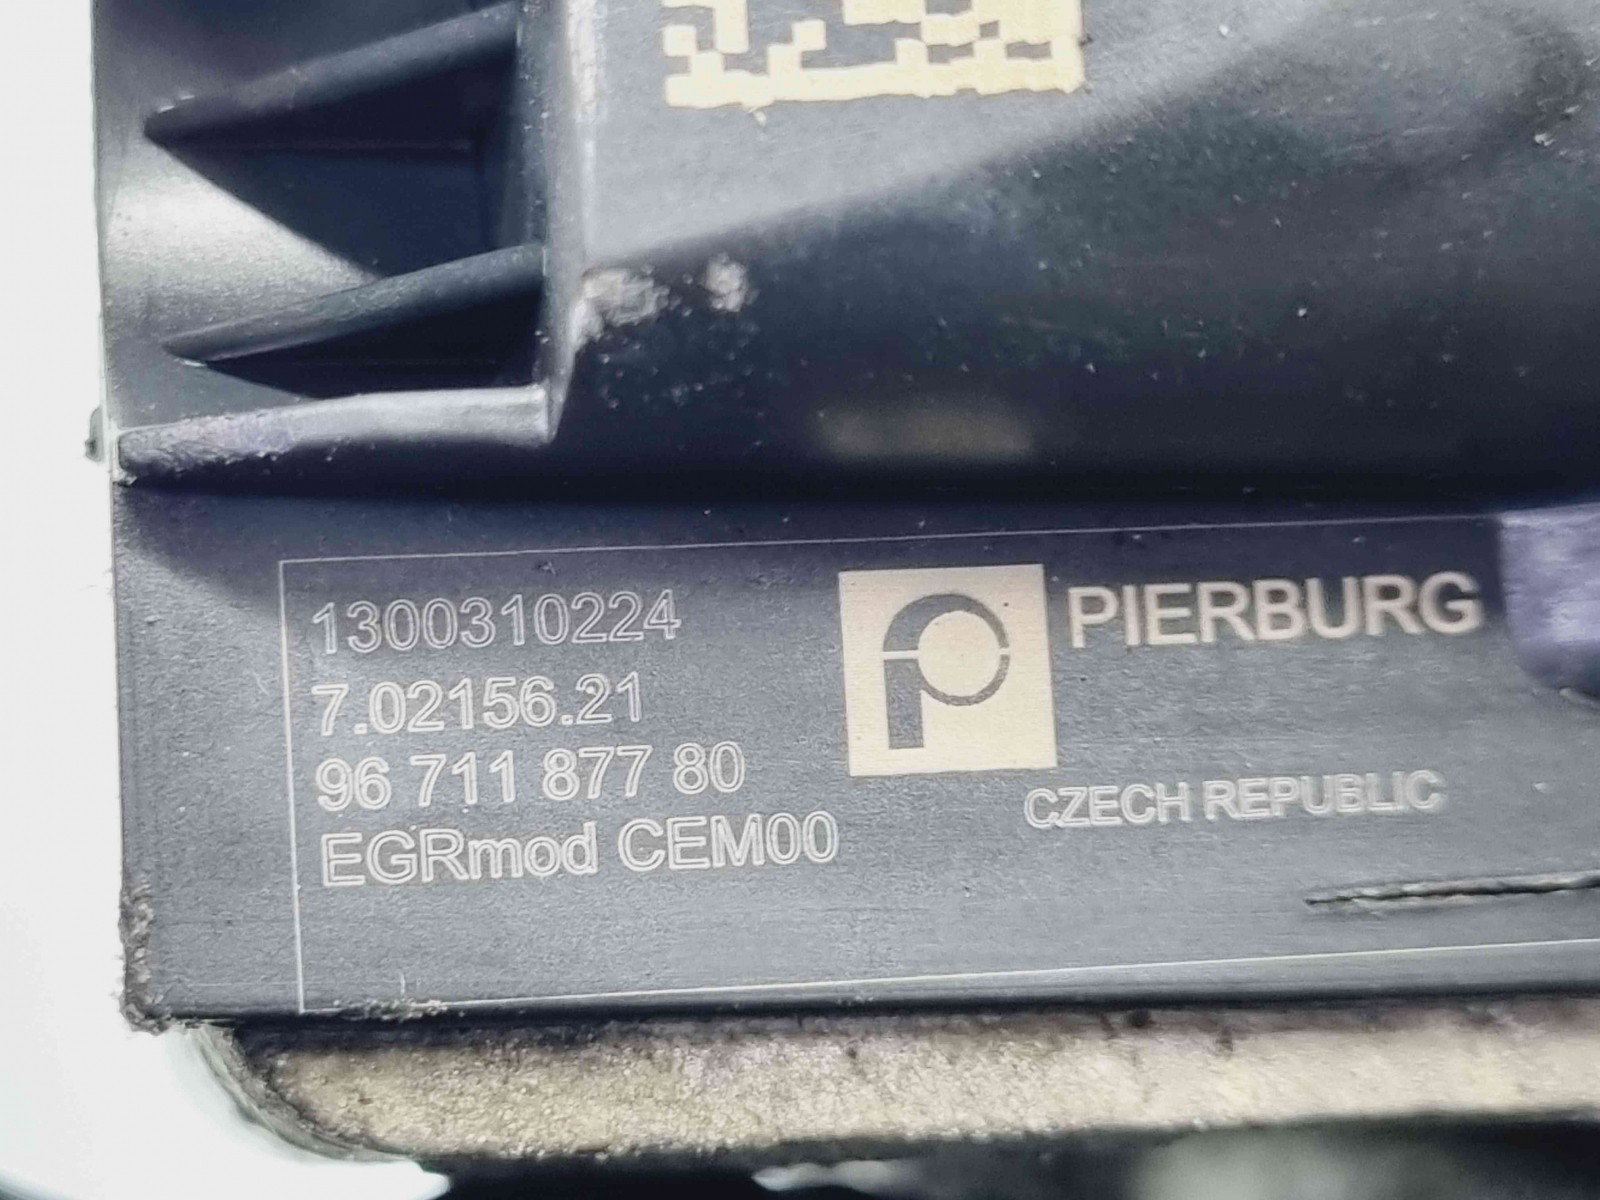 1300310224
7.02156.21
96 711 877 80
EGRmod CEM00
PIERBURG
CZECH REPUBLIC